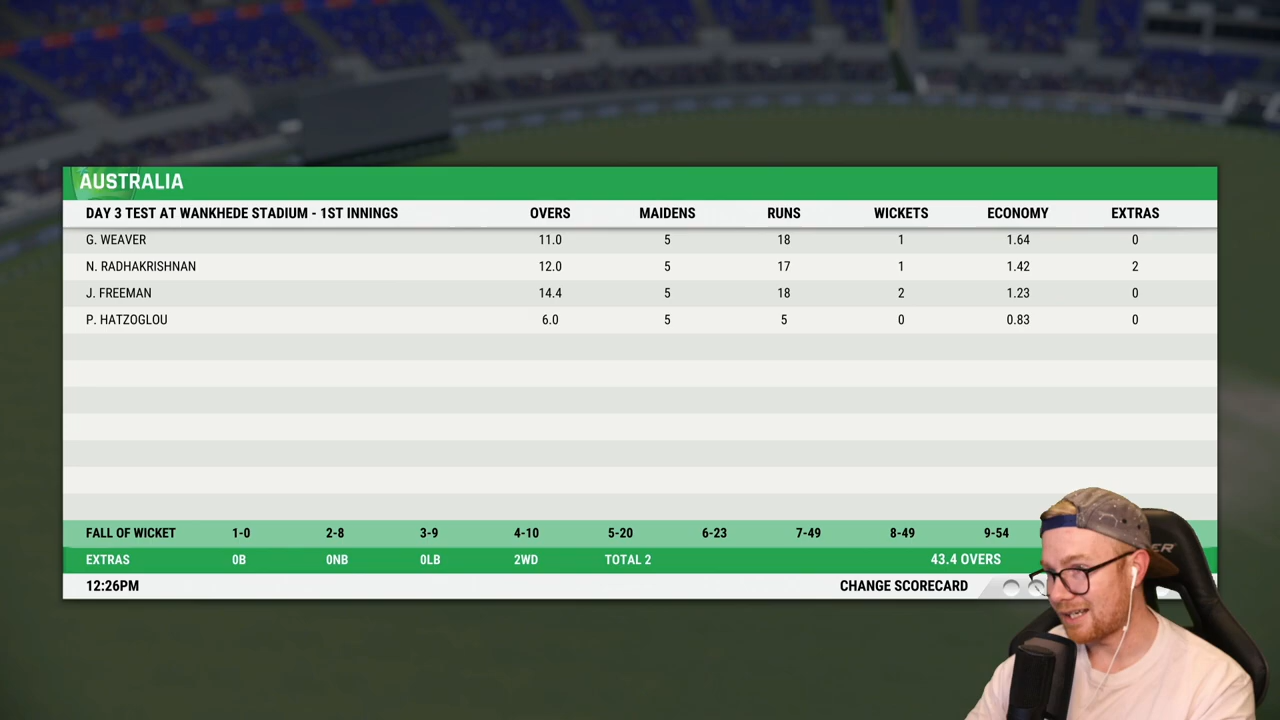 AUSTRALIA
DAY 3 TEST AT WANKHEDE STADIUM - 1ST INNINGS OVERS MAIDENS RUNS WICKETS ECONOMY EXTRAS
G. WEAVER 11.0 5 18 1 1.64 0
N. RADHAKRISHNAN 12.0 5 17 1 1.42 2
J. FREEMAN 14.4 5 18 2 1.23 0
P. HATZOGLOU 6.0 5 5 0 0.83 0
FALL OF WICKET 1-0 2-8 3-9 4-10 5-20 6-23 7-49 8-49 9-54
EXTRAS 0B 0NB 0LB 2WD TOTAL 2 43.4 OVERS
12:26PM CHANGE SCORECARD